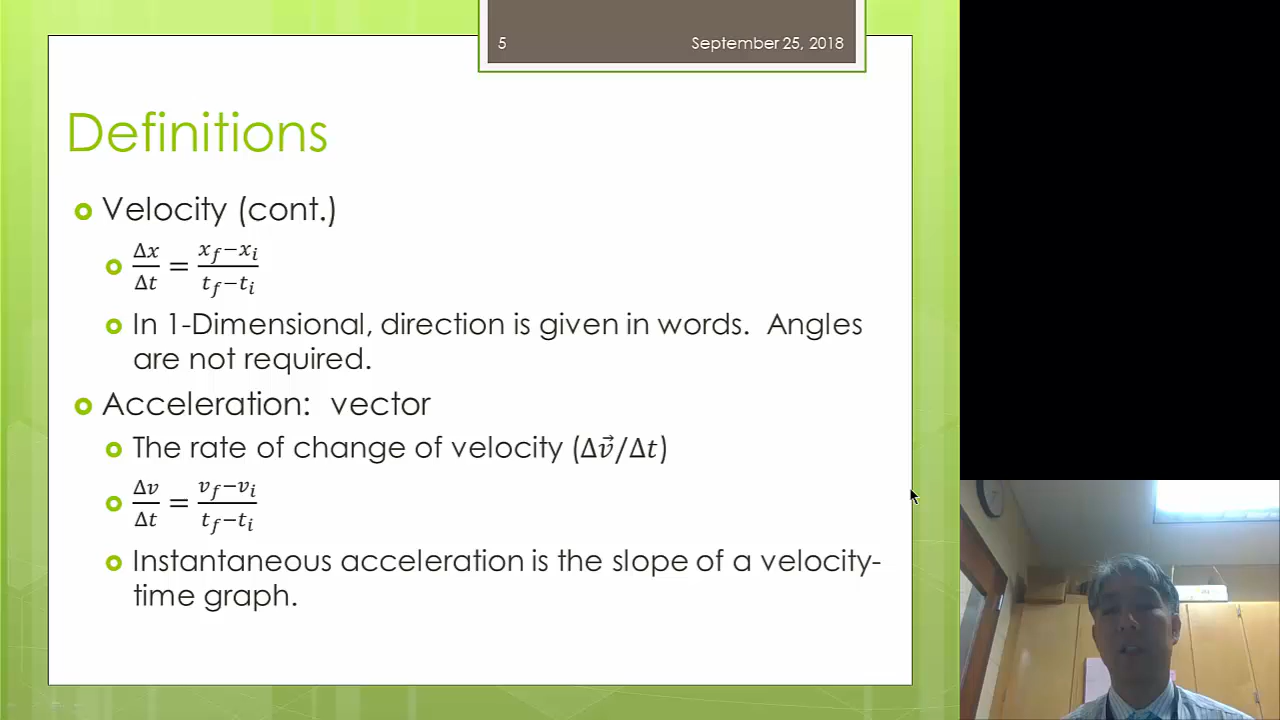 5 September 25, 2018
Definitions
Velocity (cont.)
Δx/Δt = (x_f−x_i)/(t_f−t_i)
In 1-Dimensional, direction is given in words. Angles
are not required.
Acceleration: vector
The rate of change of velocity (Δv⃗/Δt)
Δv/Δt = (v_f−v_i)/(t_f−t_i)
Instantaneous acceleration is the slope of a velocity-
time graph.